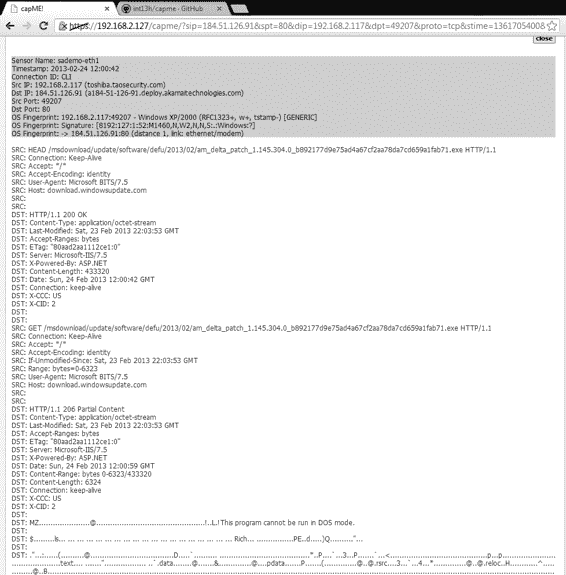 capME!
int13h/capme · GitHub
https://192.168.2.127/capme/?sip=184.51.126.91&spt=80&dip=192.168.2.117&dpt=49207&proto=tcp&stime=1361705400&
close
Sensor Name: sademo-eth1
Timestamp: 2013-02-24 12:00:42
Connection ID: CLI
Src IP: 192.168.2.117 (toshiba.taosecurity.com)
Dst IP: 184.51.126.91 (a184-51-126-91.deploy.akamaitechnologies.com)
Src Port: 49207
Dst Port: 80
OS Fingerprint: 192.168.2.117:49207 - Windows XP/2000 (RFC1323+, w+, tstamp-) [GENERIC]
OS Fingerprint: Signature: [8192:127:1:52:M1460,N,W2,N,N,S:.:Windows:?]
OS Fingerprint: -> 184.51.126.91:80 (distance 1, link: ethernet/modem)
SRC: HEAD /msdownload/update/software/defu/2013/02/am_delta_patch_1.145.304.0_b892177d9e75ad4a67cf2aa78da7cd659a1fab71.exe HTTP/1.1
SRC: Connection: Keep-Alive
SRC: Accept: */*
SRC: Accept-Encoding: identity
SRC: User-Agent: Microsoft BITS/7.5
SRC: Host: download.windowsupdate.com
SRC:
SRC:
DST: HTTP/1.1 200 OK
DST: Content-Type: application/octet-stream
DST: Last-Modified: Sat, 23 Feb 2013 22:03:53 GMT
DST: Accept-Ranges: bytes
DST: ETag: "80aad2aa1112ce1:0"
DST: Server: Microsoft-IIS/7.5
DST: X-Powered-By: ASP.NET
DST: Content-Length: 433320
DST: Date: Sun, 24 Feb 2013 12:00:42 GMT
DST: Connection: keep-alive
DST: X-CCC: US
DST: X-CID: 2
DST:
DST:
SRC: GET /msdownload/update/software/defu/2013/02/am_delta_patch_1.145.304.0_b892177d9e75ad4a67cf2aa78da7cd659a1fab71.exe HTTP/1.1
SRC: Connection: Keep-Alive
SRC: Accept: */*
SRC: Accept-Encoding: identity
SRC: If-Unmodified-Since: Sat, 23 Feb 2013 22:03:53 GMT
SRC: Range: bytes=0-6323
SRC: User-Agent: Microsoft BITS/7.5
SRC: Host: download.windowsupdate.com
SRC:
SRC:
DST: HTTP/1.1 206 Partial Content
DST: Content-Type: application/octet-stream
DST: Last-Modified: Sat, 23 Feb 2013 22:03:53 GMT
DST: Accept-Ranges: bytes
DST: ETag: "80aad2aa1112ce1:0"
DST: Server: Microsoft-IIS/7.5
DST: X-Powered-By: ASP.NET
DST: Date: Sun, 24 Feb 2013 12:00:59 GMT
DST: Content-Range: bytes 0-6323/433320
DST: Content-Length: 6324
DST: Connection: keep-alive
DST: X-CCC: US
DST: X-CID: 2
DST:
DST: MZ......................@.............................................!..L.!This program cannot be run in DOS mode.
DST:
DST: $.........ls... ... ... ... ... ... ... ... ... ... ... ... ... ... ... ... Rich... ................PE..d.....)Q..........."...
DST:
DST: ."...:......(..........@...................................D.....`......... ......................................*..P....`...3...P.......`...<..........................................p...p......................
.....................text... .......".................. ..`.data.........@.......&..............@....pdata.......P.......(..............@..@.rsrc....3...`...4...*..............@..@.reloc..H............^.....
.........@..B.